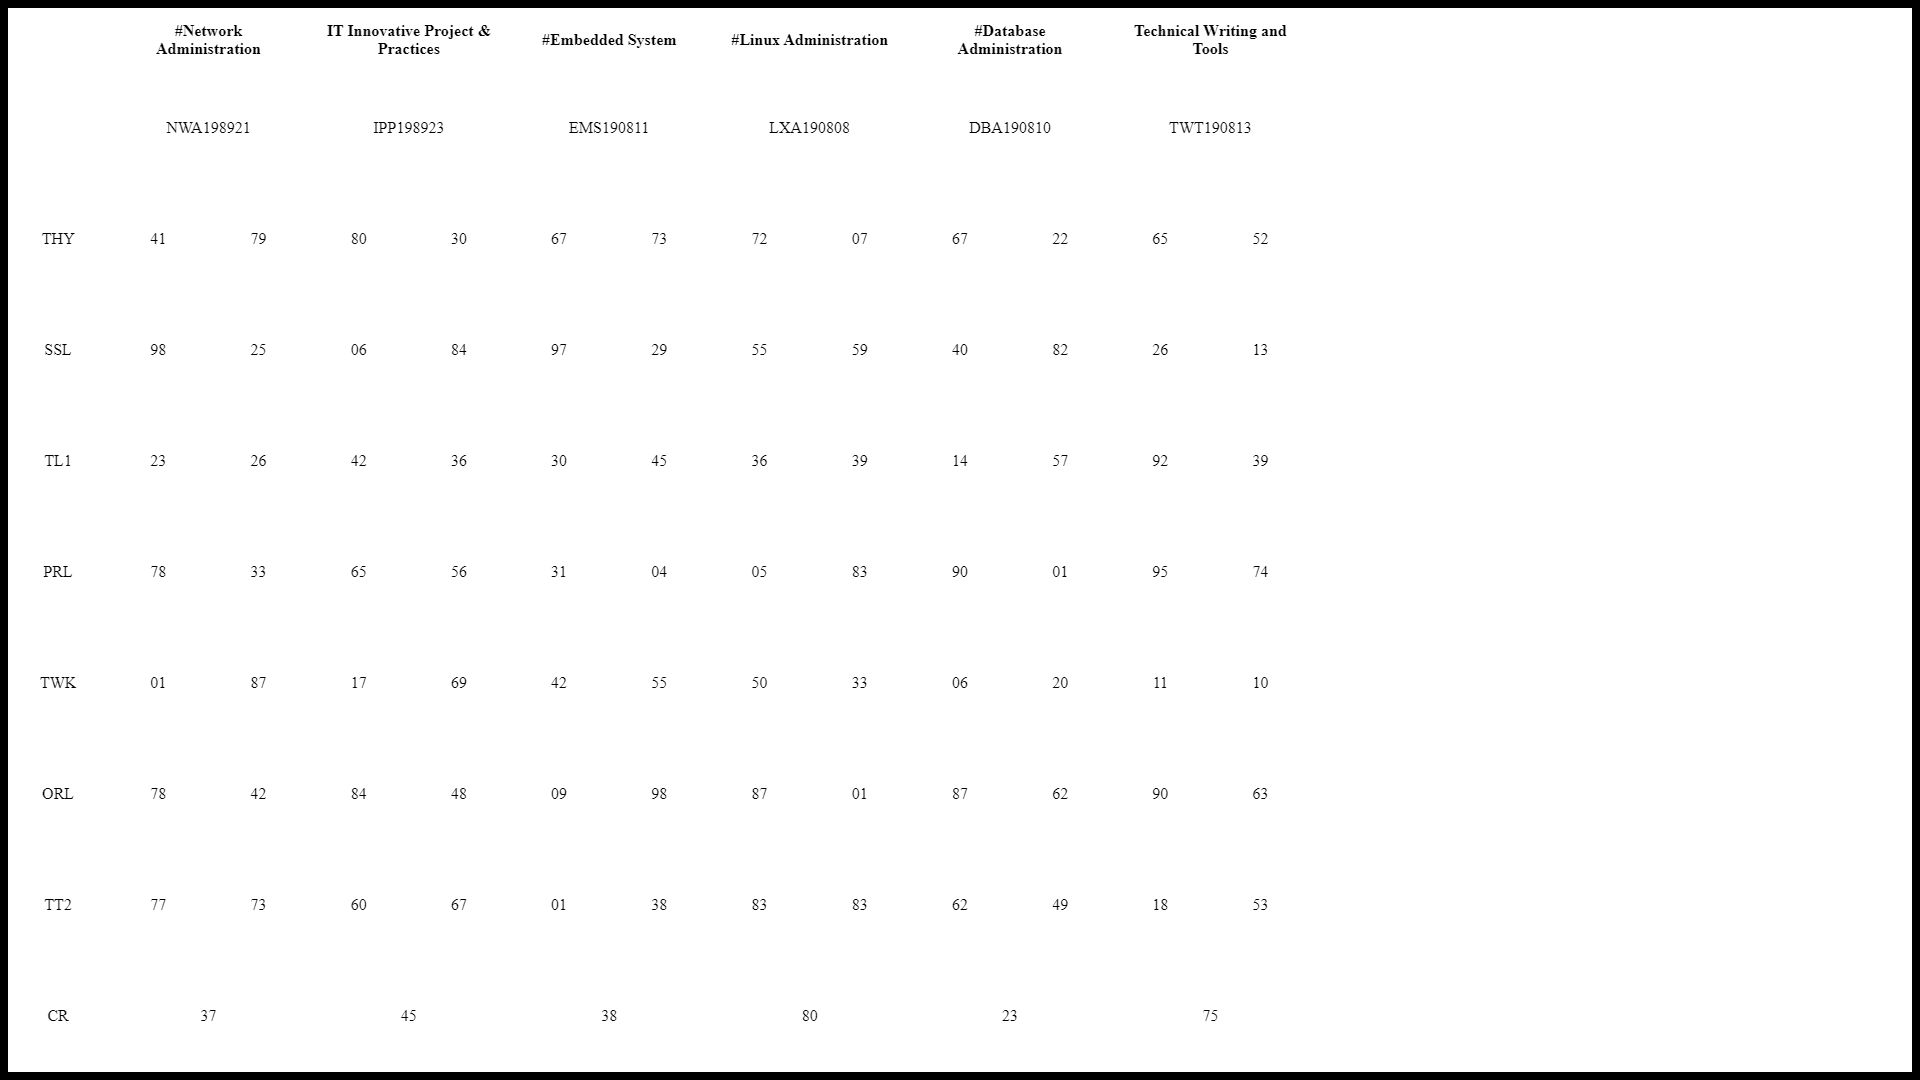 #Network Administration IT Innovative Project & Practices #Embedded System #Linux Administration #Database Administration Technical Writing and Tools
NWA198921 IPP198923 EMS190811 LXA190808 DBA190810 TWT190813
THY 41 79 80 30 67 73 72 07 67 22 65 52
SSL 98 25 06 84 97 29 55 59 40 82 26 13
TL1 23 26 42 36 30 45 36 39 14 57 92 39
PRL 78 33 65 56 31 04 05 83 90 01 95 74
TWK 01 87 17 69 42 55 50 33 06 20 11 10
ORL 78 42 84 48 09 98 87 01 87 62 90 63
TT2 77 73 60 67 01 38 83 83 62 49 18 53
CR 37 45 38 80 23 75